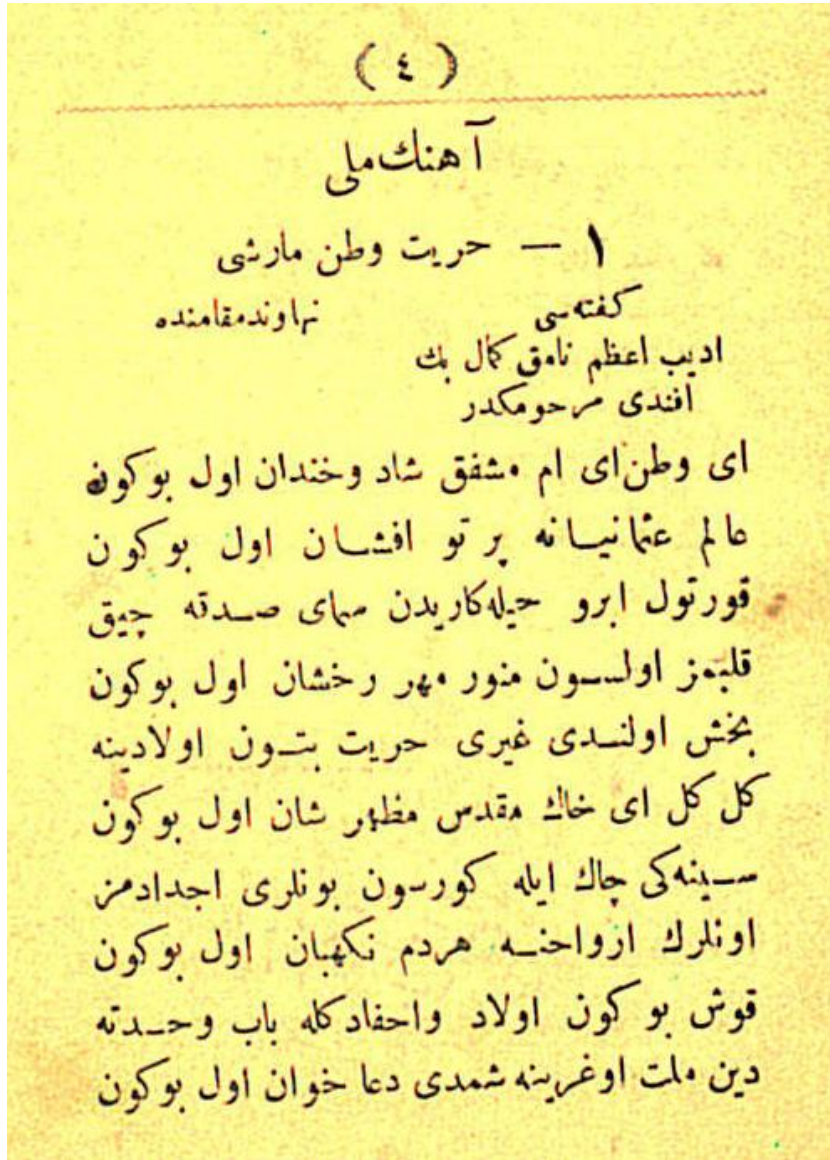 ( ٤ )
آهنك ملی
١ — حریت وطن مارشی
كفته‌سی نهاوندمقامنده
ادیب اعظم نامق كمال بك
افندی مرحومكدر
ای وطن‌ای ام مشفق شاد وخندان اول بوكون
عالم عثمانیانه پرتو افشان اول بوكون
قورتول ابرو حیله‌كاریدن سمای صدته چیق
قلبمز اولسون منور مهر رخشان اول بوكون
بخش اولندی غیری حریت بتون اولادینه
كل كل ای خاك مقدس مظهر شان اول بوكون
سینه‌كی چاك ایله كورسون بونلری اجدادمز
اونلرك ارواحنه هردم نكهبان اول بوكون
قوش بوكون اولاد واحفادكله باب وحدته
دین ملت اوغرینه شمدی دعا خوان اول بوكون